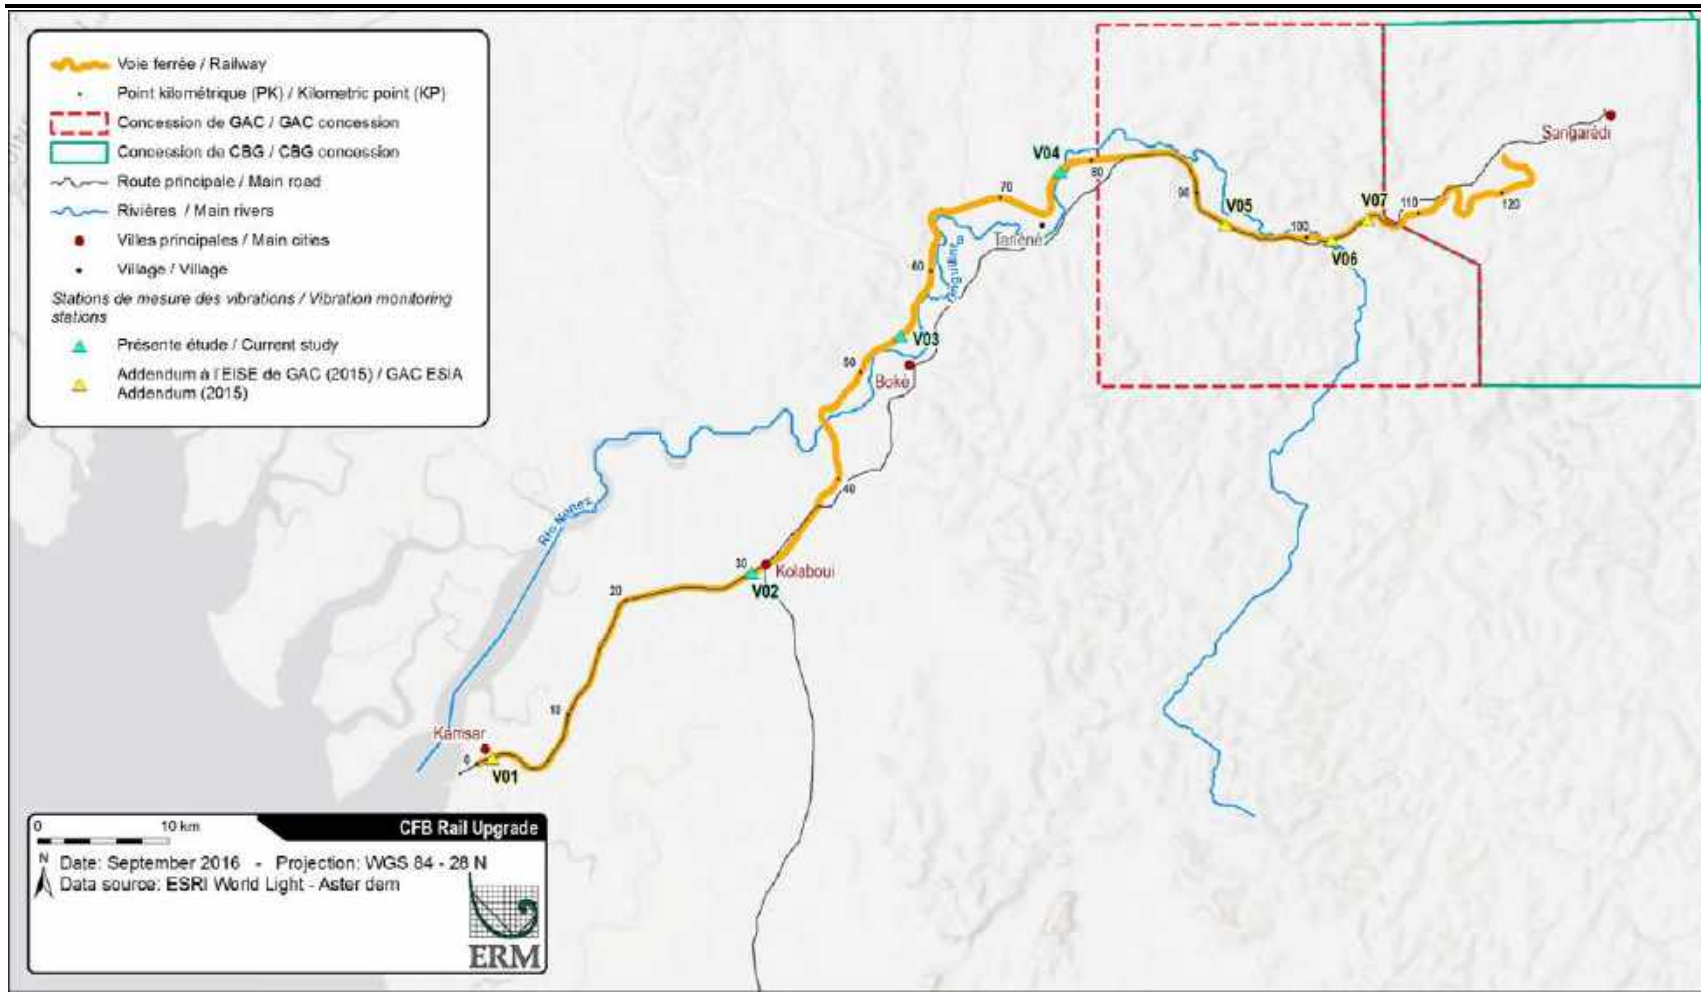 Voie ferrée / Railway
Point kilométrique (PK) / Kilometric point (KP)
Concession de GAC / GAC concession
Concession de CBG / CBG concession
Route principale / Main road
Rivières / Main rivers
Villes principales / Main cities
Village / Village
Stations de mesure des vibrations / Vibration monitoring
stations
Présente étude / Current study
Addendum à l'EISE de GAC (2015) / GAC ESIA
Addendum (2015)
Sangarédi
V04
80
70
90
V05
V07
110
120
100
V06
Tanéné
60
V03
50
Boké
40
Rio Nunez
30
Kolaboui
V02
20
10
Kamsar
0
V01
0 10 km
CFB Rail Upgrade
N
Date: September 2016 - Projection: WGS 84 - 28 N
Data source: ESRI World Light - Aster dem
ERM